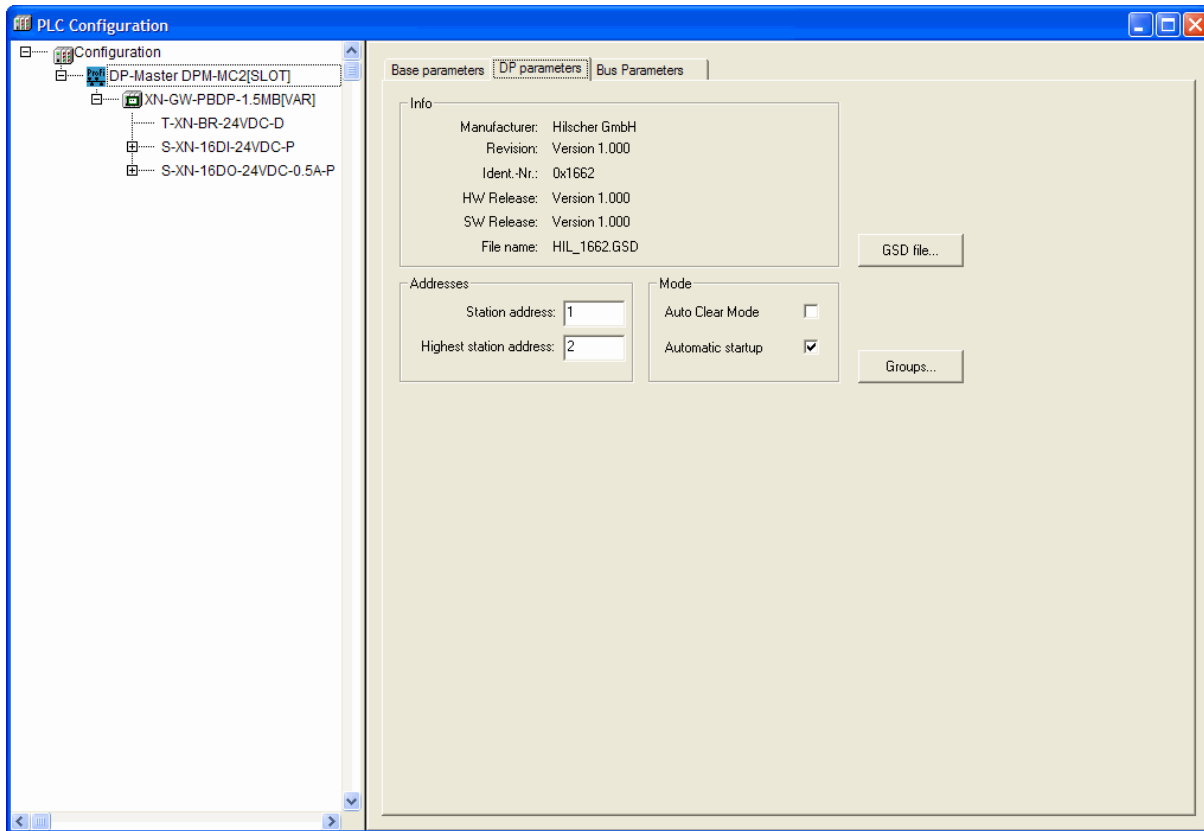 PLC Configuration
Configuration
DP-Master DPM-MC2[SLOT]
XN-GW-PBDP-1.5MB[VAR]
T-XN-BR-24VDC-D
S-XN-16DI-24VDC-P
S-XN-16DO-24VDC-0.5A-P
Base parameters DP parameters Bus Parameters
Info
Manufacturer: Hilscher GmbH
Revision: Version 1.000
Ident.-Nr.: 0x1662
HW Release: Version 1.000
SW Release: Version 1.000
File name: HIL_1662.GSD
GSD file...
Addresses
Station address: 1
Highest station address: 2
Mode
Auto Clear Mode
Automatic startup
Groups...